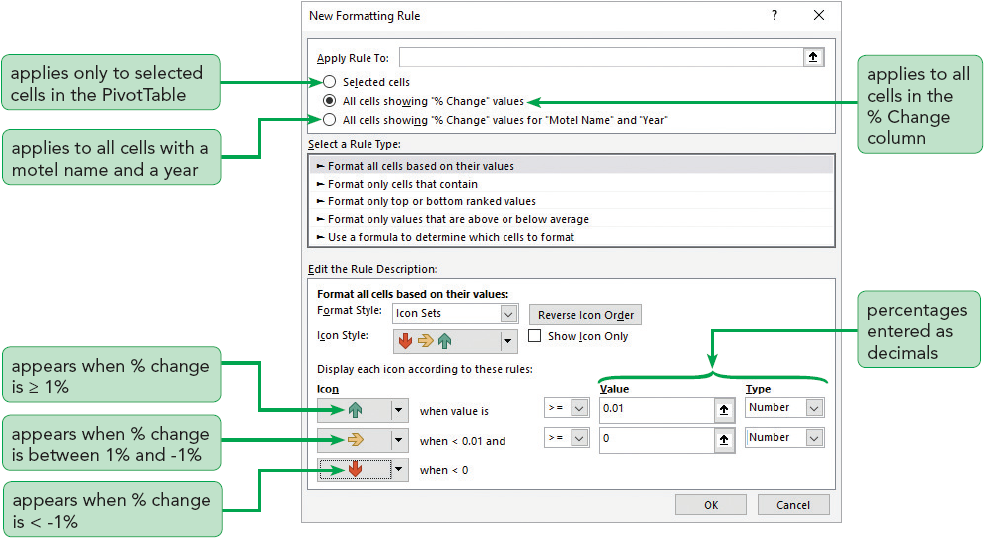 New Formatting Rule
?
Apply Rule To:
applies only to selected
cells in the PivotTable
Selected cells
All cells showing "% Change" values
All cells showing "% Change" values for "Motel Name" and "Year"
applies to all
cells in the
% Change
column
applies to all cells with a
motel name and a year
Select a Rule Type:
► Format all cells based on their values
► Format only cells that contain
► Format only top or bottom ranked values
► Format only values that are above or below average
► Use a formula to determine which cells to format
Edit the Rule Description:
Format all cells based on their values:
Format Style: Icon Sets Reverse Icon Order
Icon Style: Show Icon Only
percentages
entered as
decimals
Display each icon according to these rules:
Icon Value Type
appears when % change
is ≥ 1%
when value is >= 0.01 Number
appears when % change
is between 1% and -1%
when < 0.01 and >= 0 Number
when < 0
appears when % change
is < -1%
OK Cancel